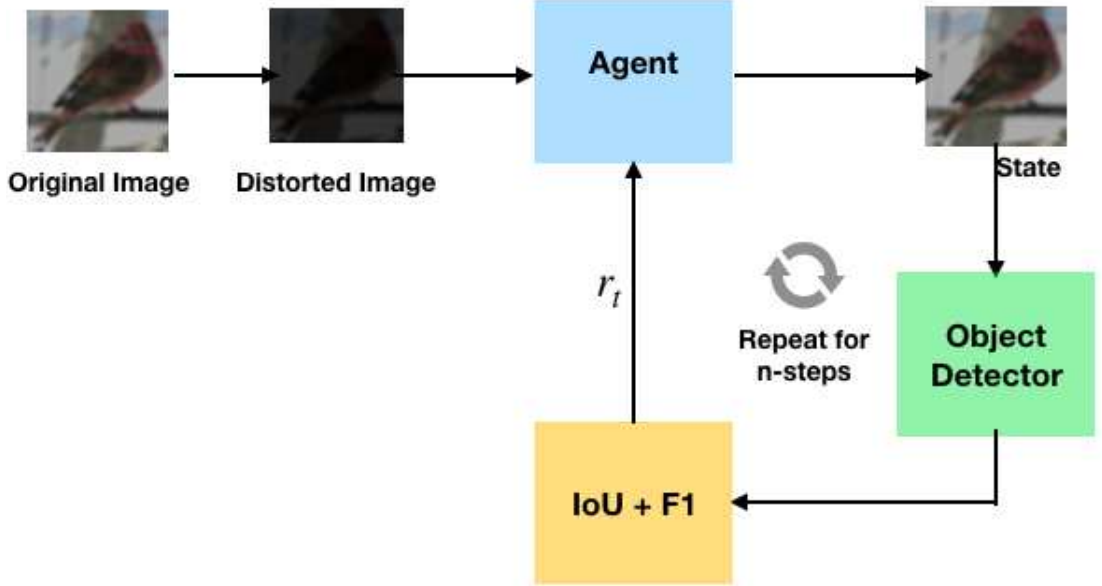 Agent
Original Image
Distorted Image
State
r_t
Repeat for
n-steps
Object
Detector
IoU + F1